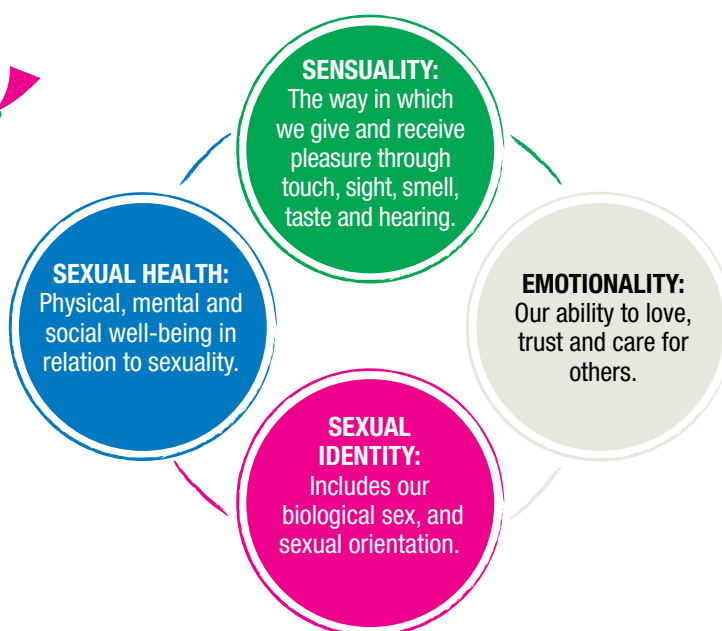 SENSUALITY:
The way in which
we give and receive
pleasure through
touch, sight, smell,
taste and hearing.
SEXUAL HEALTH:
Physical, mental and
social well-being in
relation to sexuality.
EMOTIONALITY:
Our ability to love,
trust and care for
others.
SEXUAL
IDENTITY:
Includes our
biological sex, and
sexual orientation.